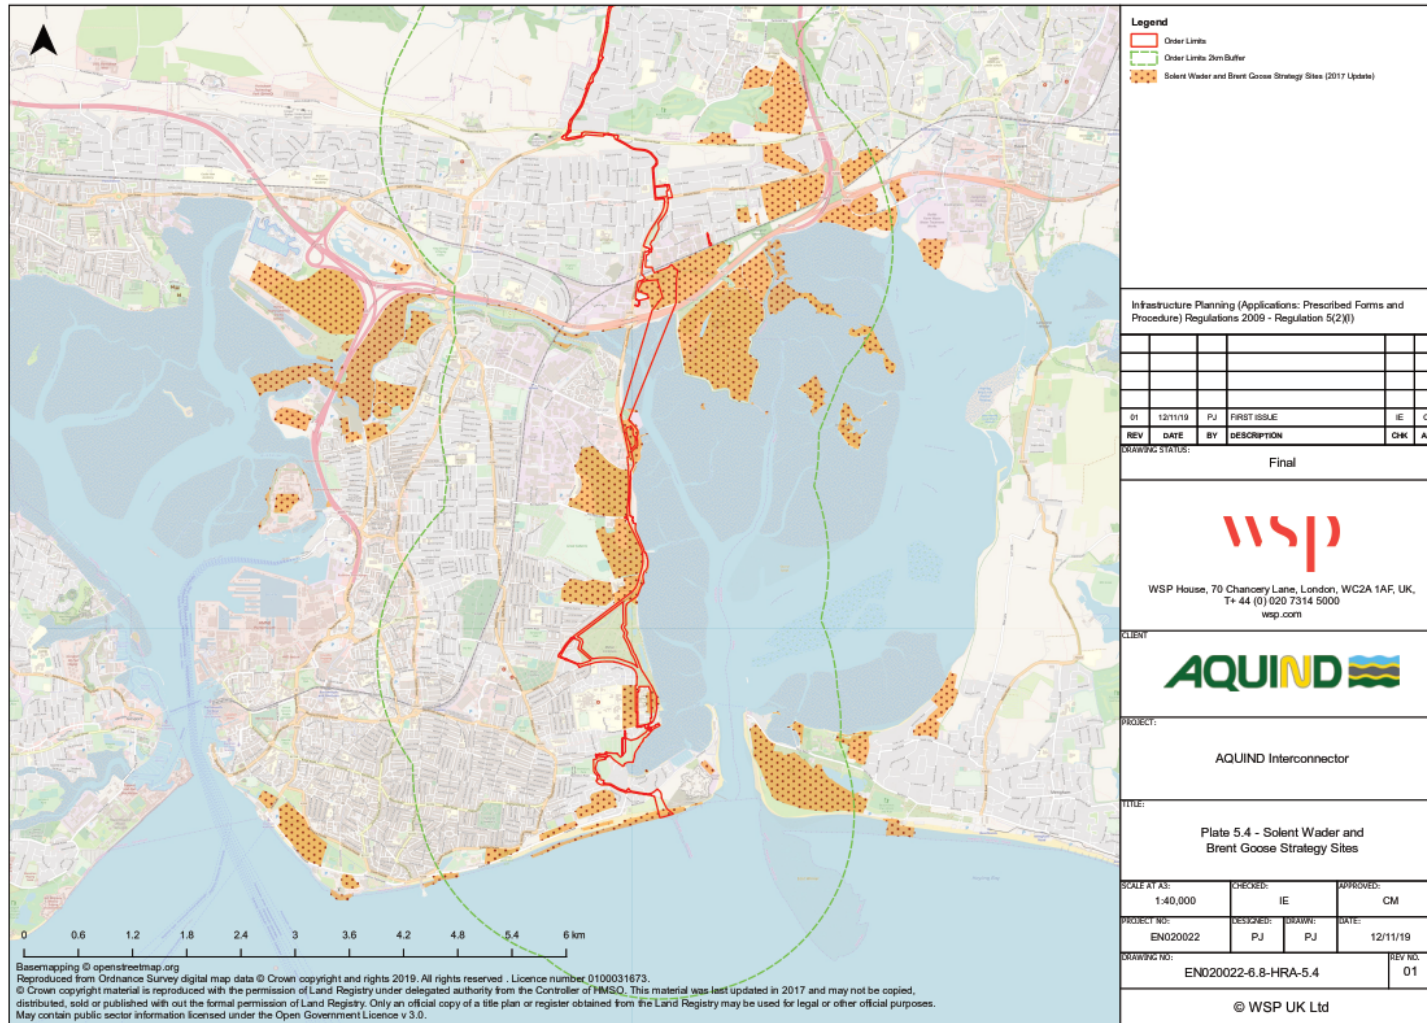 Legend
Order Limits
Order Limits 2km Buffer
Solent Wader and Brent Goose Strategy Sites (2017 Update)
Infrastructure Planning (Applications: Prescribed Forms and
Procedure) Regulations 2009 - Regulation 5(2)(l)
01 12/11/19 PJ FIRST ISSUE IE
REV DATE BY DESCRIPTION CHK
DRAWING STATUS:
Final
wsp
WSP House, 70 Chancery Lane, London, WC2A 1AF, UK,
T+ 44 (0) 020 7314 5000
wsp.com
CLIENT
AQUIND
PROJECT:
AQUIND Interconnector
TITLE:
Plate 5.4 - Solent Wader and
Brent Goose Strategy Sites
SCALE AT A3: CHECKED: APPROVED:
1:40,000 IE CM
PROJECT NO: DESIGNED: DRAWN: DATE:
EN020022 PJ PJ 12/11/19
DRAWING NO: REV NO.
EN020022-6.8-HRA-5.4 01
© WSP UK Ltd
0 0.6 1.2 1.8 2.4 3 3.6 4.2 4.8 5.4 6 km
Basemapping © openstreetmap.org
Reproduced from Ordnance Survey digital map data © Crown copyright and rights 2019. All rights reserved . Licence number 0100031673.
© Crown copyright material is reproduced with the permission of Land Registry under delegated authority from the Controller of HMSO. This material was last updated in 2017 and may not be copied,
distributed, sold or published with out the formal permission of Land Registry. Only an official copy of a title plan or register obtained from the Land Registry may be used for legal or other official purposes.
May contain public sector information licensed under the Open Government Licence v 3.0.